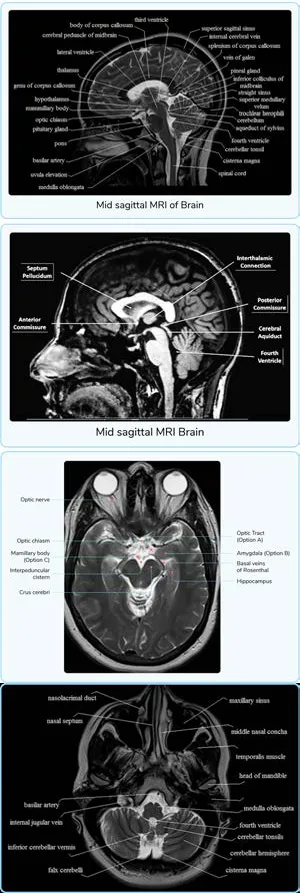 third ventricle
body of corpus callosum
cerebral peduncle of midbrain
lateral ventricle
thalamus
genu of corpus callosum
hypothalamus
mammillary body
optic chiasm
pituitary gland
pons
basilar artery
uvula elevation
medulla oblongata
superior sagittal sinus
internal cerebral vein
splenium of corpus callosum
vein of galen
pineal gland
inferior colliculus of
midbrain
straight sinus
superior medullary
velum
trochlear herophili
cerebellum
aqueduct of sylvius
fourth ventricle
cerebellar tonsil
cisterna magna
spinal cord
Mid sagittal MRI of Brain
Septum
Pellucidum
Anterior
Commissure
Interthalemic
Connection
Posterior
Commissure
Cerebral
Aquiduct
Fourth
Ventricle
Mid sagittal MRI Brain
Optic nerve
Optic chiasm
Mamillary body
(Option C)
Interpeduncular
cistern
Crus cerebri
Optic Tract
(Option A)
Amygdala (Option B)
Basal veins
of Rosenthal
Hippocampus
nasolacrimal duct
nasal septum
basilar artery
internal jugular vein
inferior cerebellar vermis
falx cerebelli
maxillary sinus
middle nasal concha
temporalis muscle
head of mandible
medulla oblongata
fourth ventricle
cerebellar tonsils
cerebellar hemisphere
cisterna magna